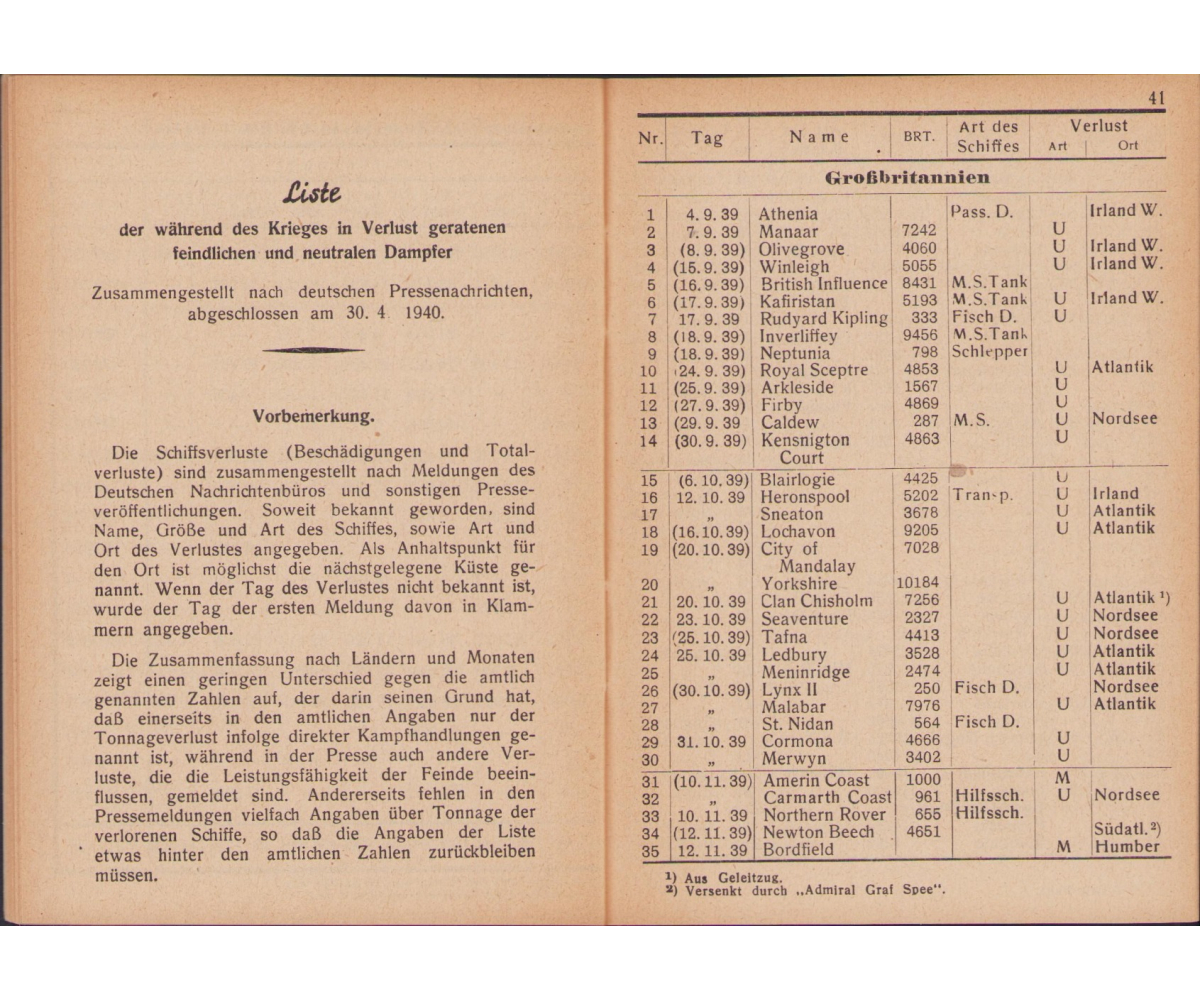 Liste
der während des Krieges in Verlust geratenen
feindlichen und neutralen Dampfer
Zusammengestellt nach deutschen Pressenachrichten,
abgeschlossen am 30. 4. 1940.
Vorbemerkung.
Die Schiffsverluste (Beschädigungen und Total-
verluste) sind zusammengestellt nach Meldungen des
Deutschen Nachrichtenbüros und sonstigen Presse-
veröffentlichungen. Soweit bekannt geworden, sind
Name, Größe und Art des Schiffes, sowie Art und
Ort des Verlustes angegeben. Als Anhaltspunkt für
den Ort ist möglichst die nächstgelegene Küste ge-
nannt. Wenn der Tag des Verlustes nicht bekannt ist,
wurde der Tag der ersten Meldung davon in Klam-
mern angegeben.
Die Zusammenfassung nach Ländern und Monaten
zeigt einen geringen Unterschied gegen die amtlich
genannten Zahlen auf, der darin seinen Grund hat,
daß einerseits in den amtlichen Angaben nur der
Tonnageverlust infolge direkter Kampfhandlungen ge-
nannt ist, während in der Presse auch andere Ver-
luste, die die Leistungsfähigkeit der Feinde beein-
flussen, gemeldet sind. Andererseits fehlen in den
Pressemeldungen vielfach Angaben über Tonnage der
verlorenen Schiffe, so daß die Angaben der Liste
etwas hinter den amtlichen Zahlen zurückbleiben
müssen.
41
Nr. Tag Name BRT. Art des Schiffes Verlust Art Ort
Großbritannien
1 4. 9. 39 Athenia Pass. D. Irland W.
2 7. 9. 39 Manaar 7242 U
3 (8. 9. 39) Olivegrove 4060 U Irland W.
4 (15. 9. 39) Winleigh 5055 U Irland W.
5 (16. 9. 39) British Influence 8431 M.S. Tank
6 (17. 9. 39) Kafiristan 5193 M.S. Tank U Irland W.
7 17. 9. 39 Rudyard Kipling 333 Fisch D. U
8 (18. 9. 39) Inverliffey 9456 M.S. Tank
9 (18. 9. 39) Neptunia 798 Schlepper
10 (24. 9. 39) Royal Sceptre 4853 U Atlantik
11 (25. 9. 39) Arkleside 1567 U
12 (27. 9. 39) Firby 4869 U
13 (29. 9. 39 Caldew 287 M.S. U Nordsee
14 (30. 9. 39) Kensnigton 4863 U
Court
15 (6. 10. 39) Blairlogie 4425 U
16 12. 10. 39 Heronspool 5202 Transp. U Irland
17 „ Sneaton 3678 U Atlantik
18 (16. 10. 39) Lochavon 9205 U Atlantik
19 (20. 10. 39) City of 7028
Mandalay
20 „ Yorkshire 10184
21 20. 10. 39 Clan Chisholm 7256 U Atlantik ¹)
22 23. 10. 39 Seaventure 2327 U Nordsee
23 (25. 10. 39) Tafna 4413 U Nordsee
24 25. 10. 39 Ledbury 3528 U Atlantik
25 „ Meninridge 2474 U Atlantik
26 (30. 10. 39) Lynx II 250 Fisch D. Nordsee
27 „ Malabar 7976 U Atlantik
28 „ St. Nidan 564 Fisch D.
29 31. 10. 39 Cormona 4666 U
30 „ Merwyn 3402 U
31 (10. 11. 39) Amerin Coast 1000 M
32 „ Carmarth Coast 961 Hilfssch. U Nordsee
33 10. 11. 39 Northern Rover 655 Hilfssch.
34 (12. 11. 39) Newton Beech 4651 Südatl. ²)
35 12. 11. 39 Bordfield M Humber
¹) Aus Geleitzug.
²) Versenkt durch „Admiral Graf Spee".